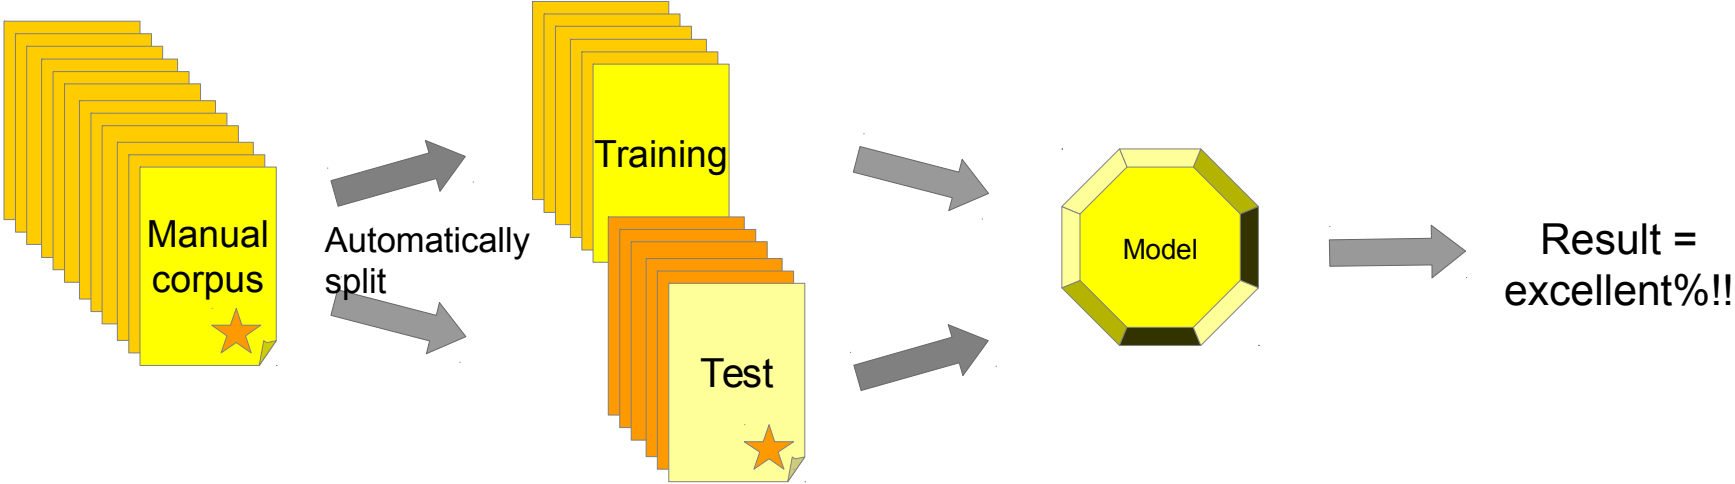 Manual
corpus
Automatically
split
Training
Test
Model
Result =
excellent%!!